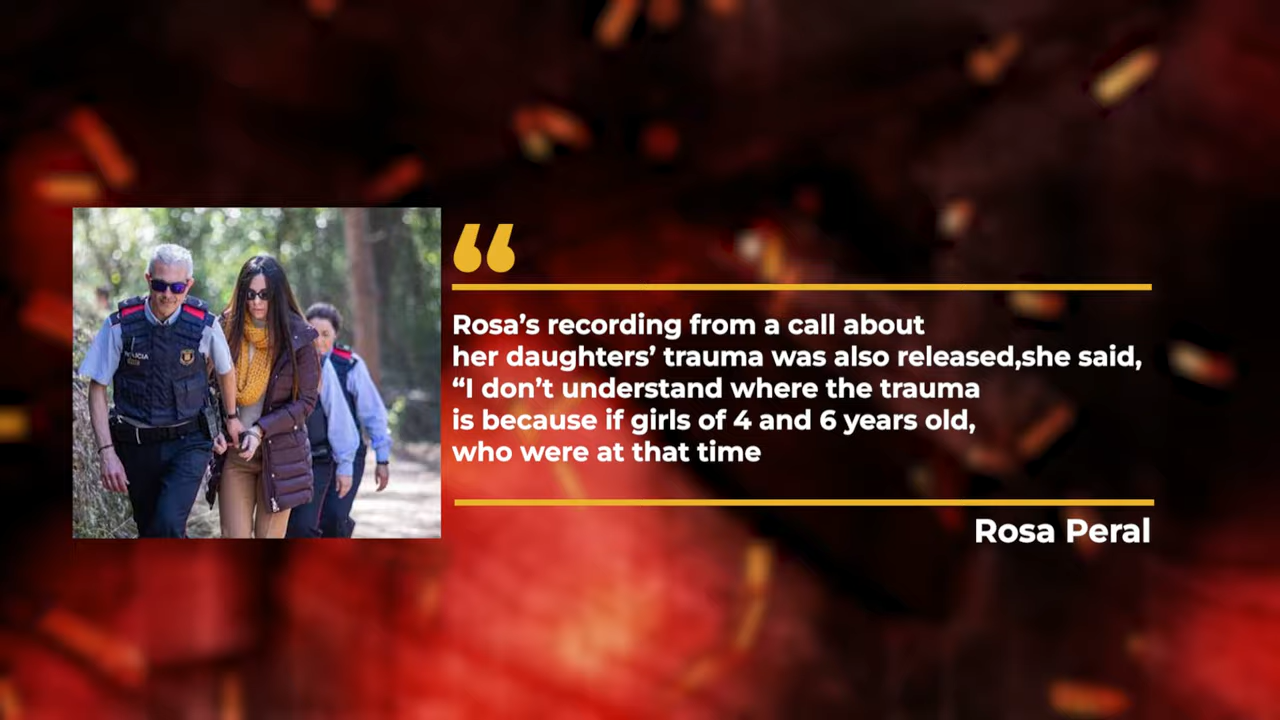 “
Rosa’s recording from a call about
her daughters’ trauma was also released,she said,
“I don’t understand where the trauma
is because if girls of 4 and 6 years old,
who were at that time
Rosa Peral